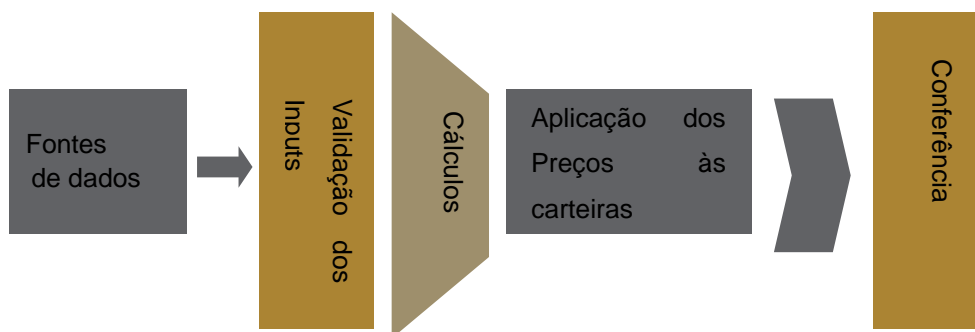 Fontes
de dados
Validação dos
Inputs
Cálculos
Aplicação dos
Preços às
carteiras
Conferência